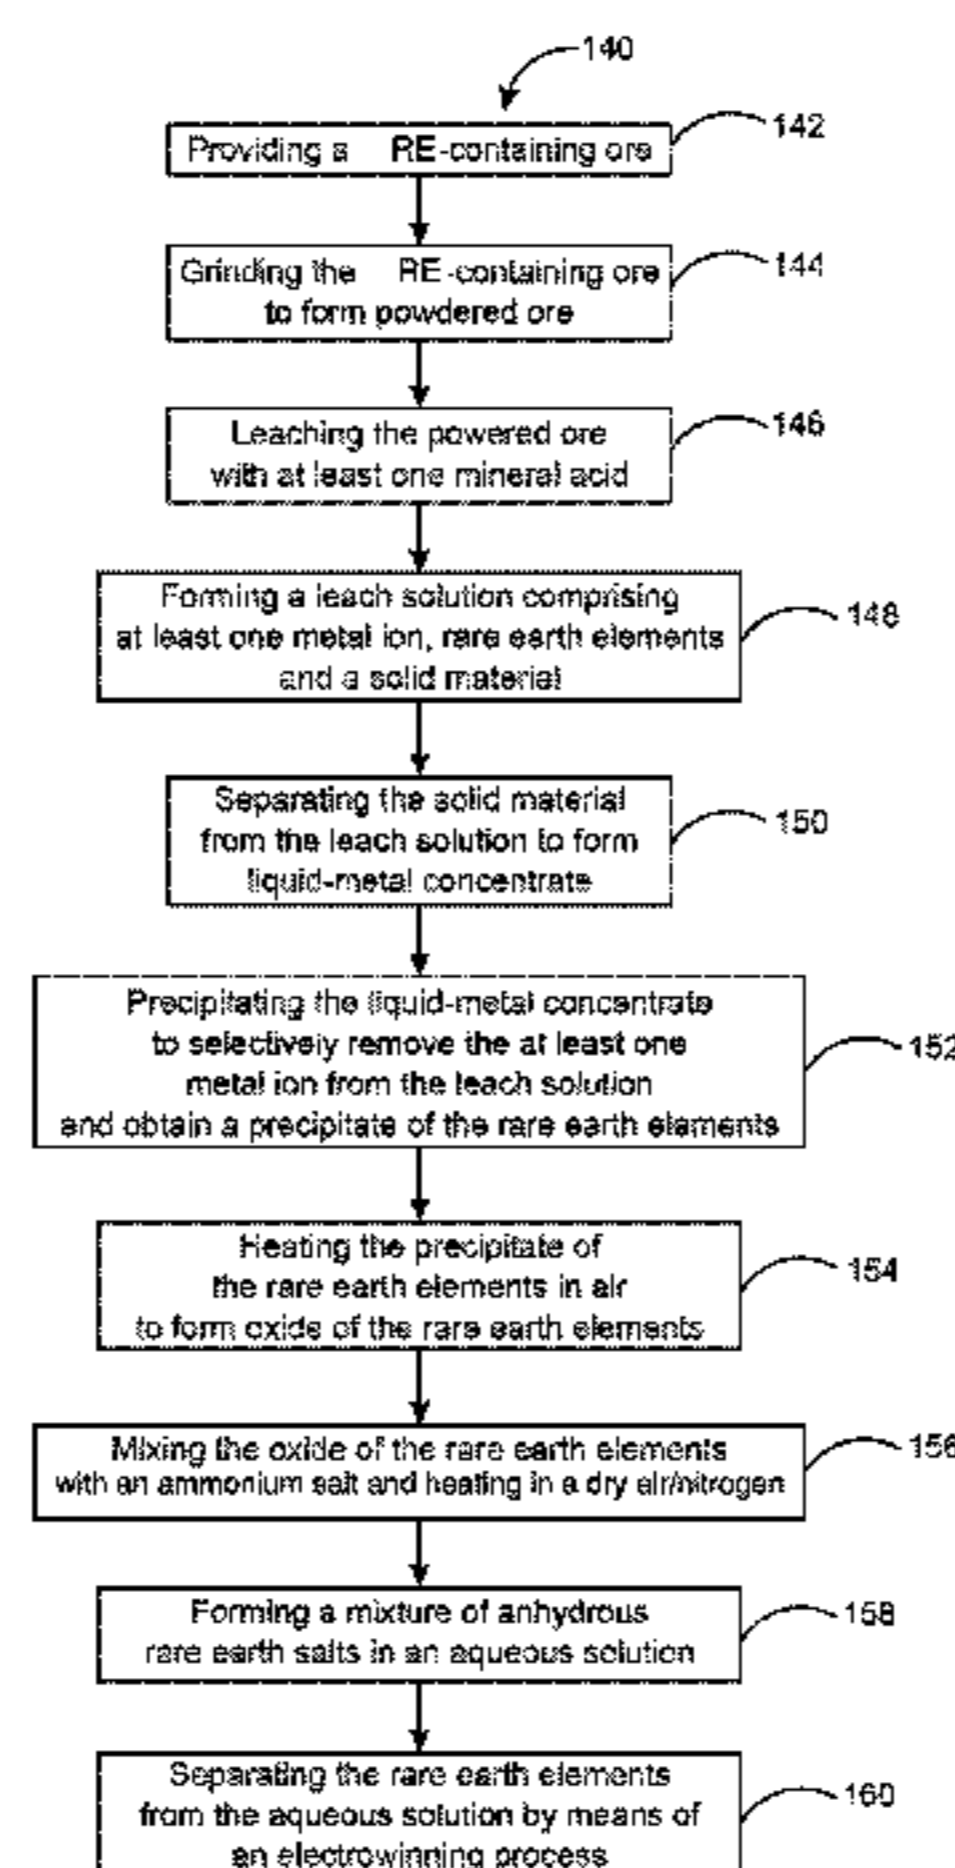 140
142
Providing a RE-containing ore
144
Grinding the RE-containing ore
to form powdered ore
146
Leaching the powered ore
with at least one mineral acid
148
Forming a leach solution comprising
at least one metal ion, rare earth elements
and a solid material
150
Separating the solid material
from the leach solution to form
liquid-metal concentrate
152
Precipitating the liquid-metal concentrate
to selectively remove the at least one
metal ion from the leach solution
and obtain a precipitate of the rare earth elements
154
Heating the precipitate of
the rare earth elements in air
to form oxide of the rare earth elements
156
Mixing the oxide of the rare earth elements
with an ammonium salt and heating in a dry air/nitrogen
158
Forming a mixture of anhydrous
rare earth salts in an aqueous solution
160
Separating the rare earth elements
from the aqueous solution by means of
an electrowinning process